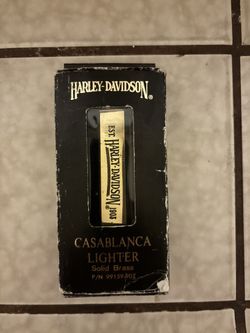 HARLEY-DAVIDSON®
EST. HARLEY-DAVIDSON 1903
CASABLANCA
LIGHTER
Solid Brass